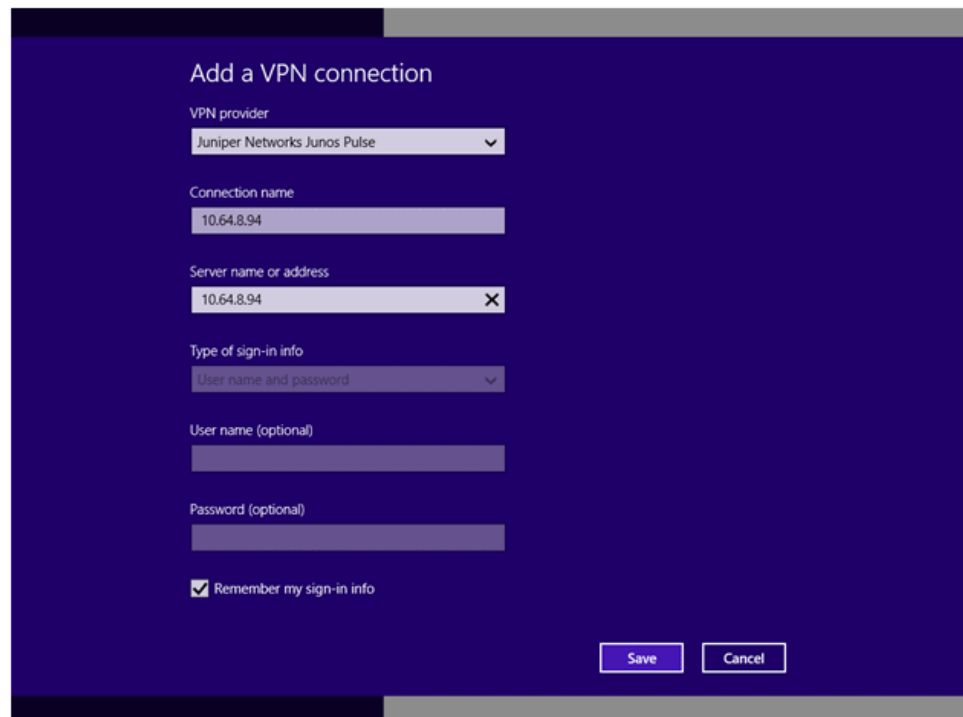 Add a VPN connection
VPN provider
Juniper Networks Junos Pulse
Connection name
10.64.8.94
Server name or address
10.64.8.94
Type of sign-in info
User name and password
User name (optional)
Password (optional)
Remember my sign-in info
Save
Cancel